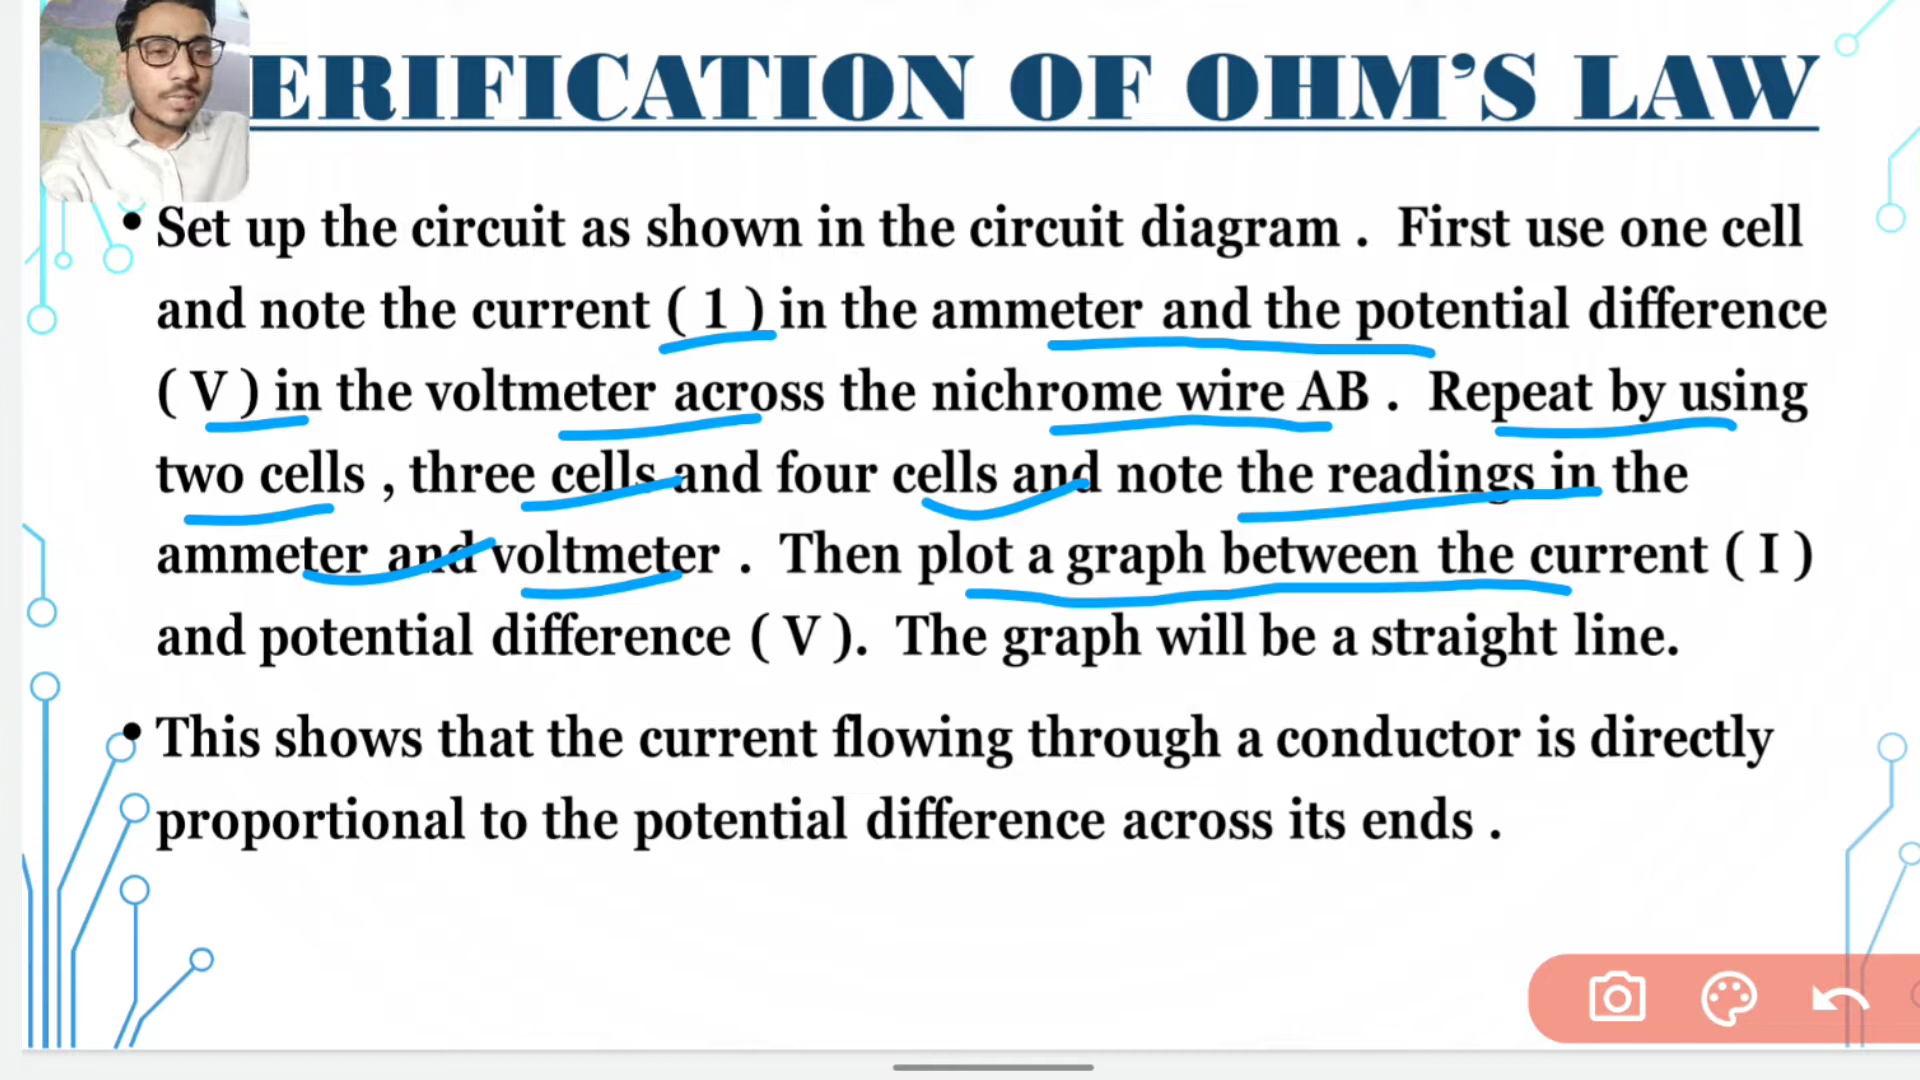 ERIFICATION OF OHM’S LAW
• Set up the circuit as shown in the circuit diagram . First use one cell
and note the current ( 1 ) in the ammeter and the potential difference
( V ) in the voltmeter across the nichrome wire AB . Repeat by using
two cells , three cells and four cells and note the readings in the
ammeter and voltmeter . Then plot a graph between the current ( I )
and potential difference ( V ). The graph will be a straight line.
• This shows that the current flowing through a conductor is directly
proportional to the potential difference across its ends .